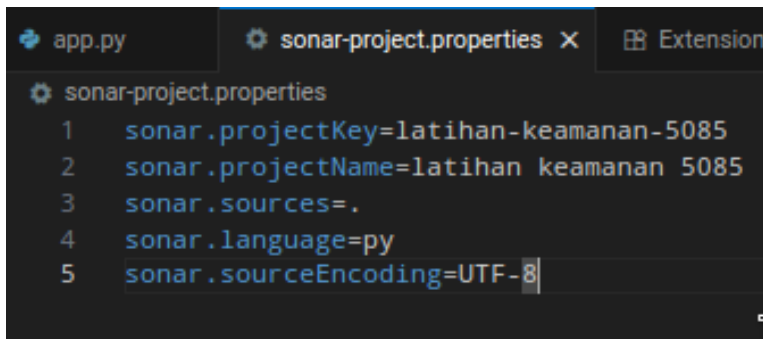 app.py sonar-project.properties Extension
sonar-project.properties
1 sonar.projectKey=latihan-keamanan-5085
2 sonar.projectName=latihan keamanan 5085
3 sonar.sources=.
4 sonar.language=py
5 sonar.sourceEncoding=UTF-8